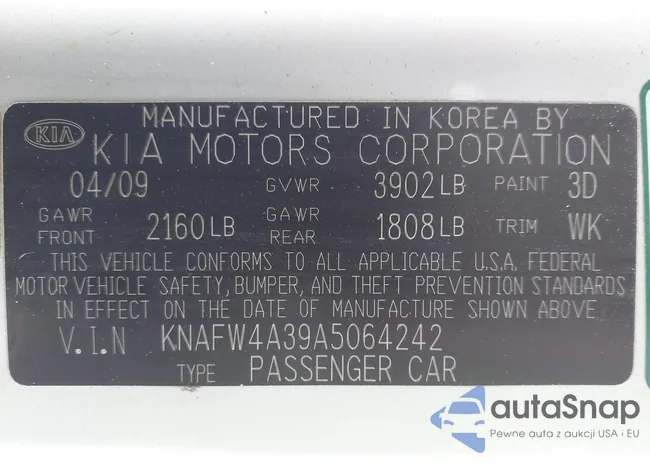 MANUFACTURED IN KOREA BY
KIA KIA MOTORS CORPORATION
04/09 GVWR 3902LB PAINT 3D
GAWR FRONT 2160LB GAWR REAR 1808LB TRIM WK
THIS VEHICLE CONFORMS TO ALL APPLICABLE U.S.A. FEDERAL
MOTOR VEHICLE SAFETY, BUMPER, AND THEFT PREVENTION STANDARDS
IN EFFECT ON THE DATE OF MANUFACTURE SHOWN ABOVE
V.I.N KNAFW4A39A5064242
TYPE PASSENGER CAR
autaSnap
Pewne auta z aukcji USA i EU